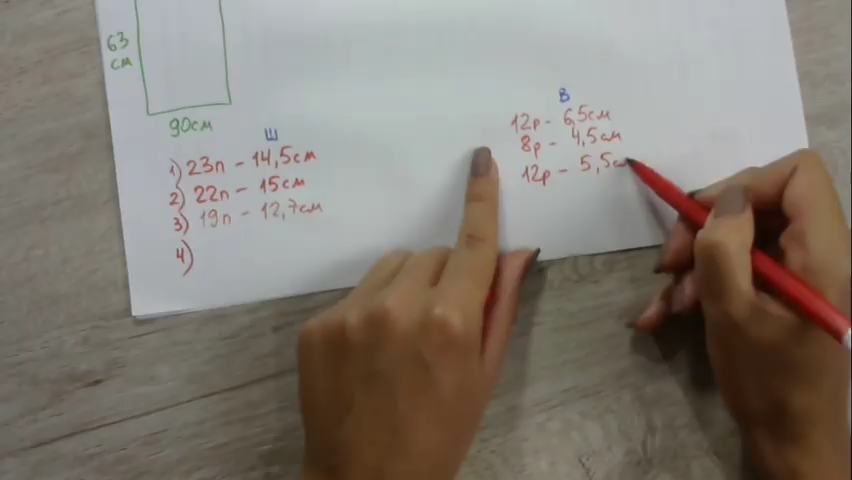 63
см
90см
Ш
1) 23п - 14,5см
2) 22п - 15см
3) 19п - 12,7см
4)
В
12р - 6,5см
8р - 4,5см
12р - 5,5см